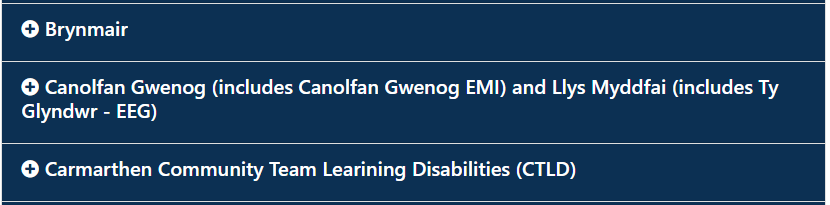 Brynmair
Canolfan Gwenog (includes Canolfan Gwenog EMI) and Llys Myddfai (includes Ty
Glyndwr - EEG)
Carmarthen Community Team Learining Disabilities (CTLD)